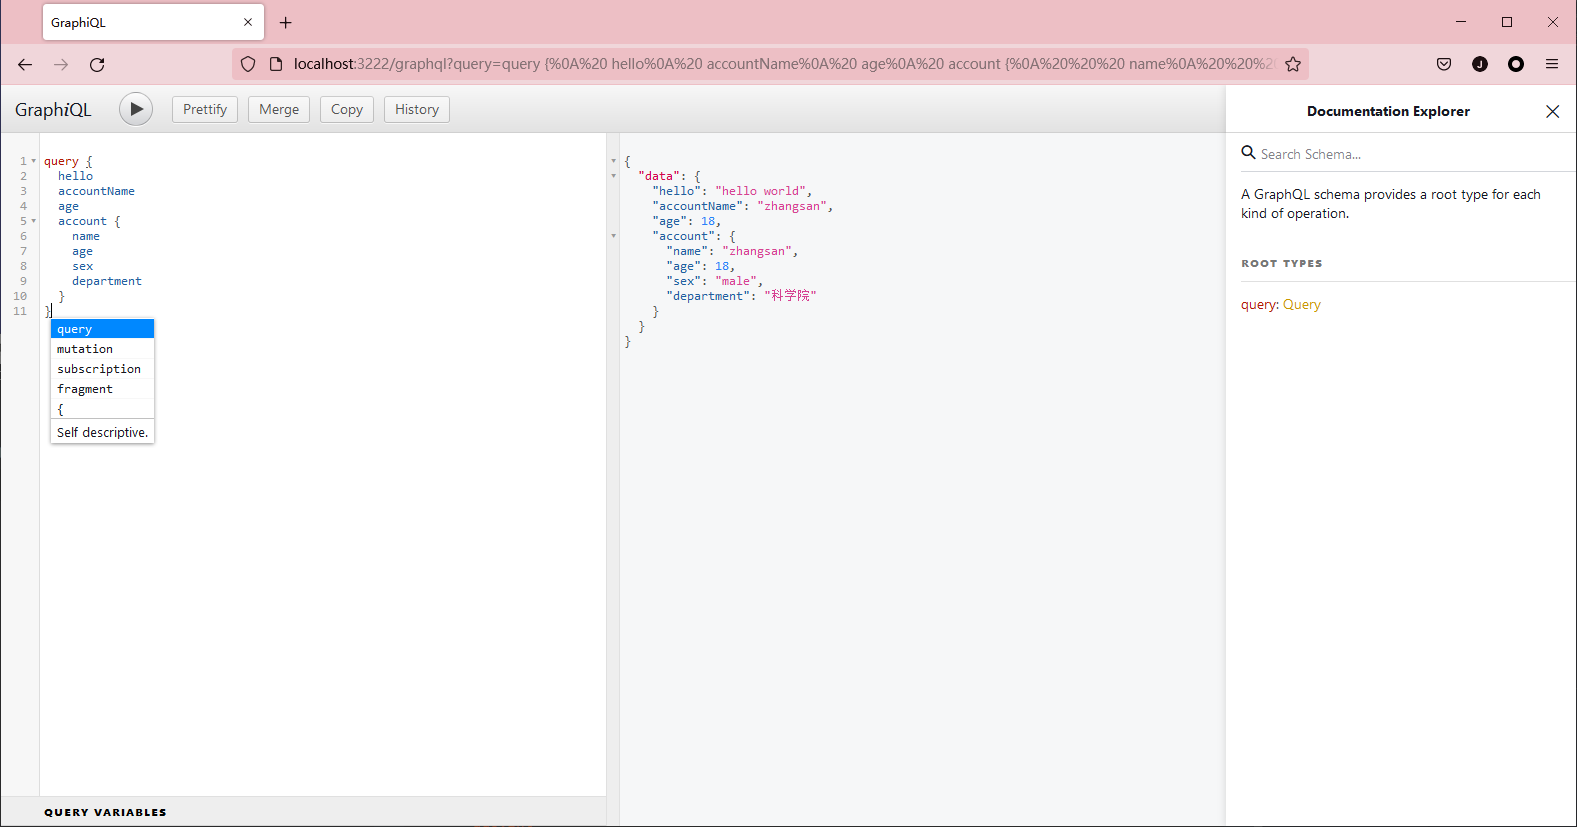 GraphiQL
localhost:3222/graphql?query=query {%0A%20 hello%0A%20 accountName%0A%20 age%0A%20 account {%0A%20%20%20 name%0A%20%20%20
J
GraphiQL
Prettify
Merge
Copy
History
1 query {
2 hello
3 accountName
4 age
5 account {
6 name
7 age
8 sex
9 department
10 }
11 }
query
mutation
subscription
fragment
{
Self descriptive.
QUERY VARIABLES
{
"data": {
"hello": "hello world",
"accountName": "zhangsan",
"age": 18,
"account": {
"name": "zhangsan",
"age": 18,
"sex": "male",
"department": "科学院"
}
}
}
Documentation Explorer
Search Schema...
A GraphQL schema provides a root type for each
kind of operation.
ROOT TYPES
query: Query